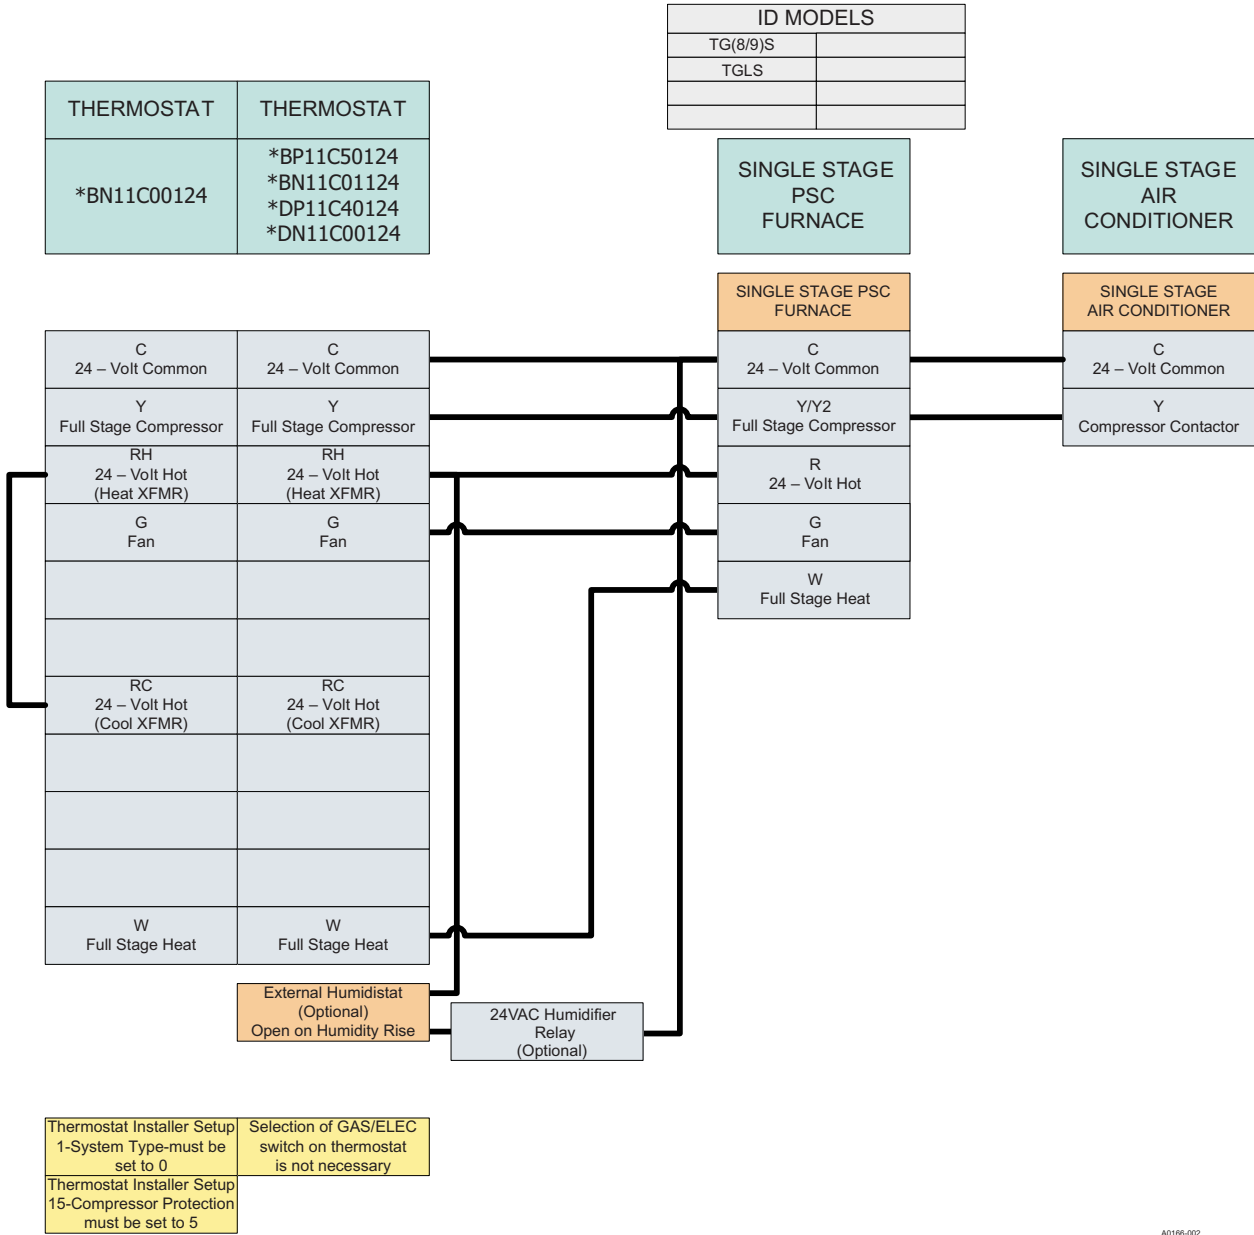 ID MODELS
TG(8/9)S
TGLS
THERMOSTAT
THERMOSTAT
*BN11C00124
*BP11C50124
*BN11C01124
*DP11C40124
*DN11C00124
SINGLE STAGE
PSC
FURNACE
SINGLE STAGE
AIR
CONDITIONER
SINGLE STAGE PSC
FURNACE
SINGLE STAGE
AIR CONDITIONER
C
24 – Volt Common
C
24 – Volt Common
C
24 – Volt Common
C
24 – Volt Common
Y
Full Stage Compressor
Y
Full Stage Compressor
Y/Y2
Full Stage Compressor
Y
Compressor Contactor
RH
24 – Volt Hot
(Heat XFMR)
RH
24 – Volt Hot
(Heat XFMR)
R
24 – Volt Hot
G
Fan
G
Fan
G
Fan
W
Full Stage Heat
RC
24 – Volt Hot
(Cool XFMR)
RC
24 – Volt Hot
(Cool XFMR)
W
Full Stage Heat
W
Full Stage Heat
External Humidistat
(Optional)
Open on Humidity Rise
24VAC Humidifier
Relay
(Optional)
Thermostat Installer Setup
1-System Type-must be
set to 0
Selection of GAS/ELEC
switch on thermostat
is not necessary
Thermostat Installer Setup
15-Compressor Protection
must be set to 5
A0166-002